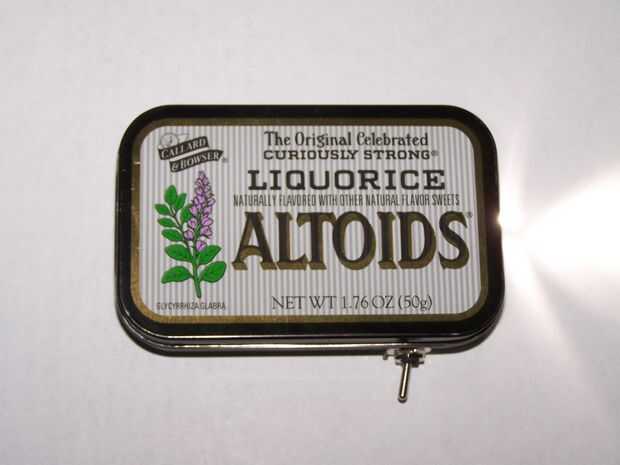 CALLARD
& BOWSER®
The Original Celebrated
CURIOUSLY STRONG®
LIQUORICE
NATURALLY FLAVORED WITH OTHER NATURAL FLAVOR SWEETS
ALTOIDS®
GLYCYRRHIZA GLABRA
NET WT 1.76 OZ (50g)